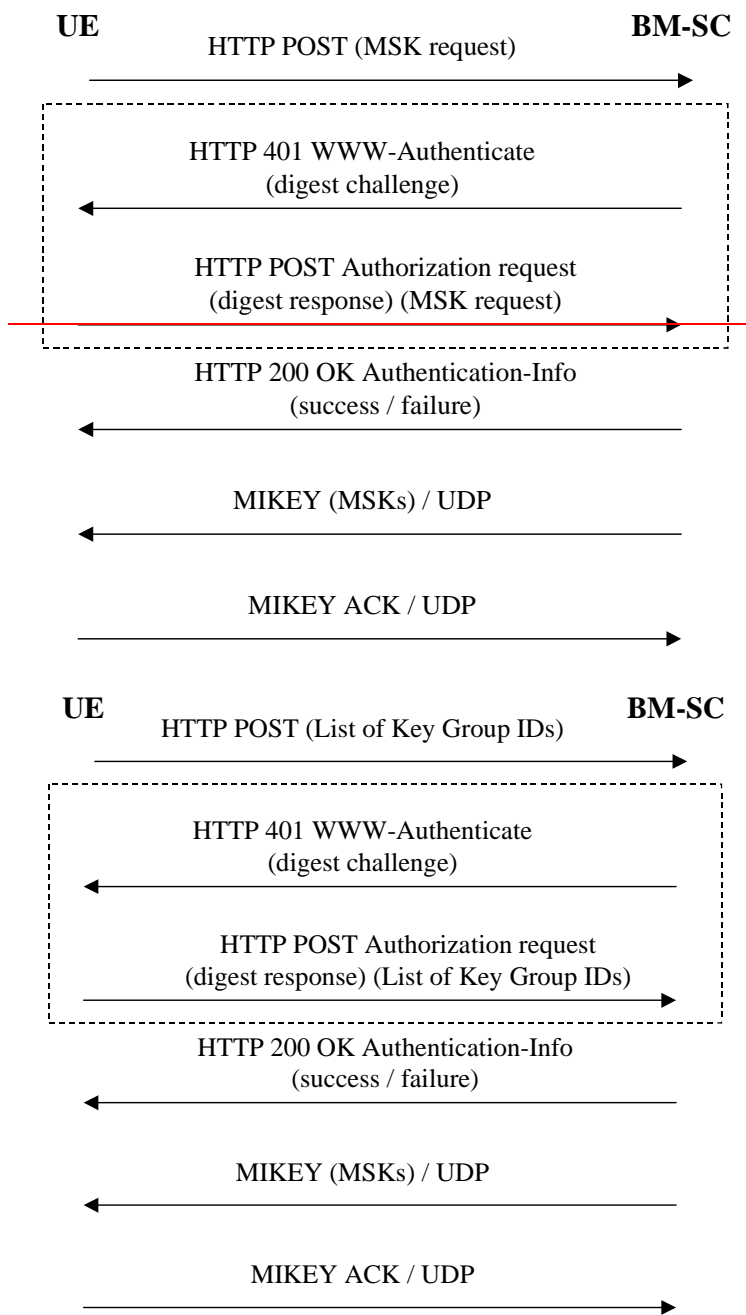 UE BM-SC
HTTP POST (MSK request)
HTTP 401 WWW-Authenticate
(digest challenge)
HTTP POST Authorization request
(digest response) (MSK request)
HTTP 200 OK Authentication-Info
(success / failure)
MIKEY (MSKs) / UDP
MIKEY ACK / UDP
UE BM-SC
HTTP POST (List of Key Group IDs)
HTTP 401 WWW-Authenticate
(digest challenge)
HTTP POST Authorization request
(digest response) (List of Key Group IDs)
HTTP 200 OK Authentication-Info
(success / failure)
MIKEY (MSKs) / UDP
MIKEY ACK / UDP